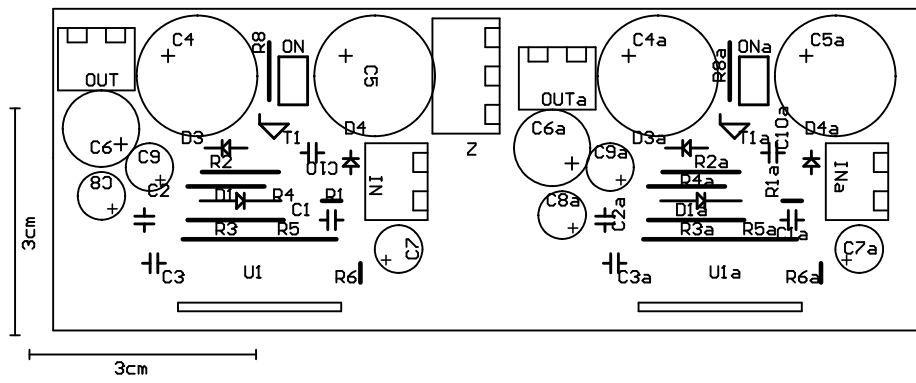 C4
R8
ON
C5
OUT
C4a
R8a
ONa
C5a
OUTa
C6
C9
D3
T1
D4
Z
C6a
C9a
D3a
T1a
C10a
D4a
C8
R2
C10
IN
R2a
R1a
INa
C2
D1
R4
R1
C1
C8a
C2a
R4a
D1a
R3
R5
C7
R3a
R5a
C1a
C7a
C3
U1
R6
C3a
U1a
R6a
3cm
3cm